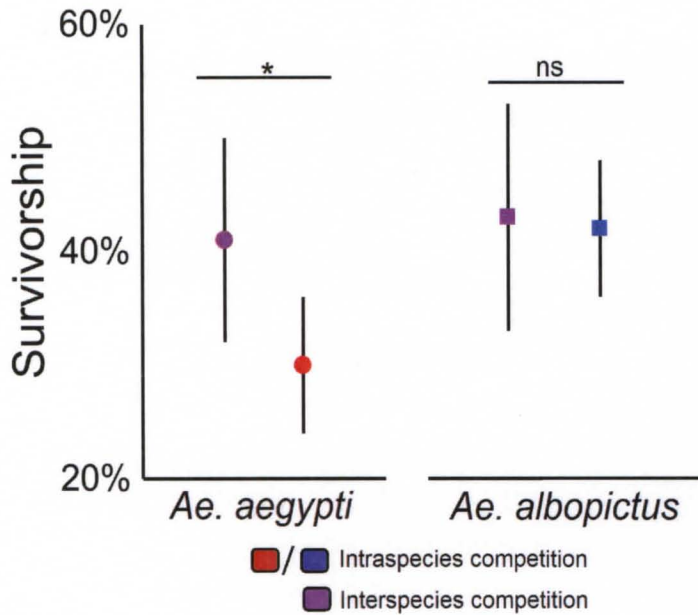 60%
* ns
Survivorship
40%
20%
Ae. aegypti Ae. albopictus
/ Intraspecies competition
Interspecies competition